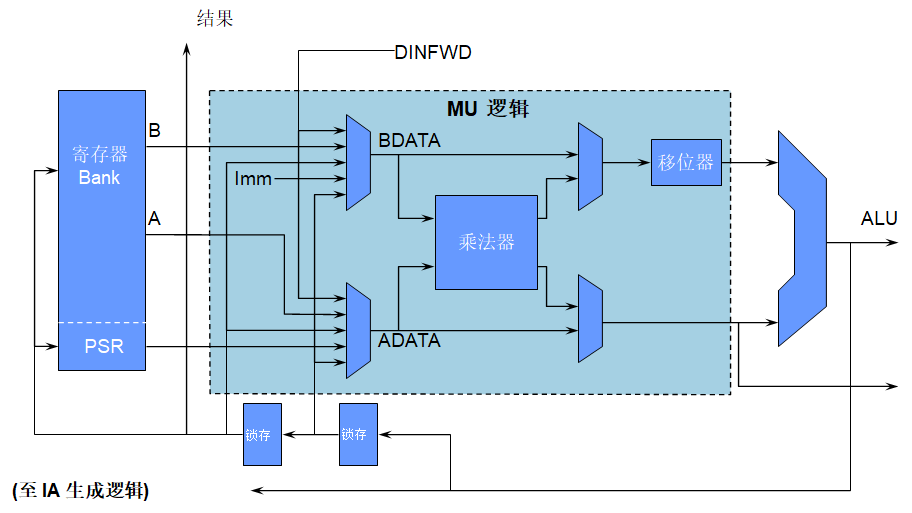 结果
DINFWD
MU 逻辑
B
寄存器
Bank
BDATA
移位器
Imm
A
ALU
乘法器
PSR
ADATA
锁存
锁存
(至 IA 生成逻辑)